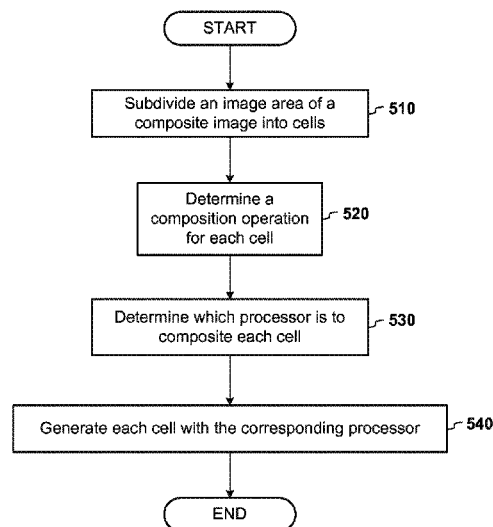 START
Subdivide an image area of a
composite image into cells
510
Determine a
composition operation
for each cell
520
Determine which processor is to
composite each cell
530
Generate each cell with the corresponding processor
540
END